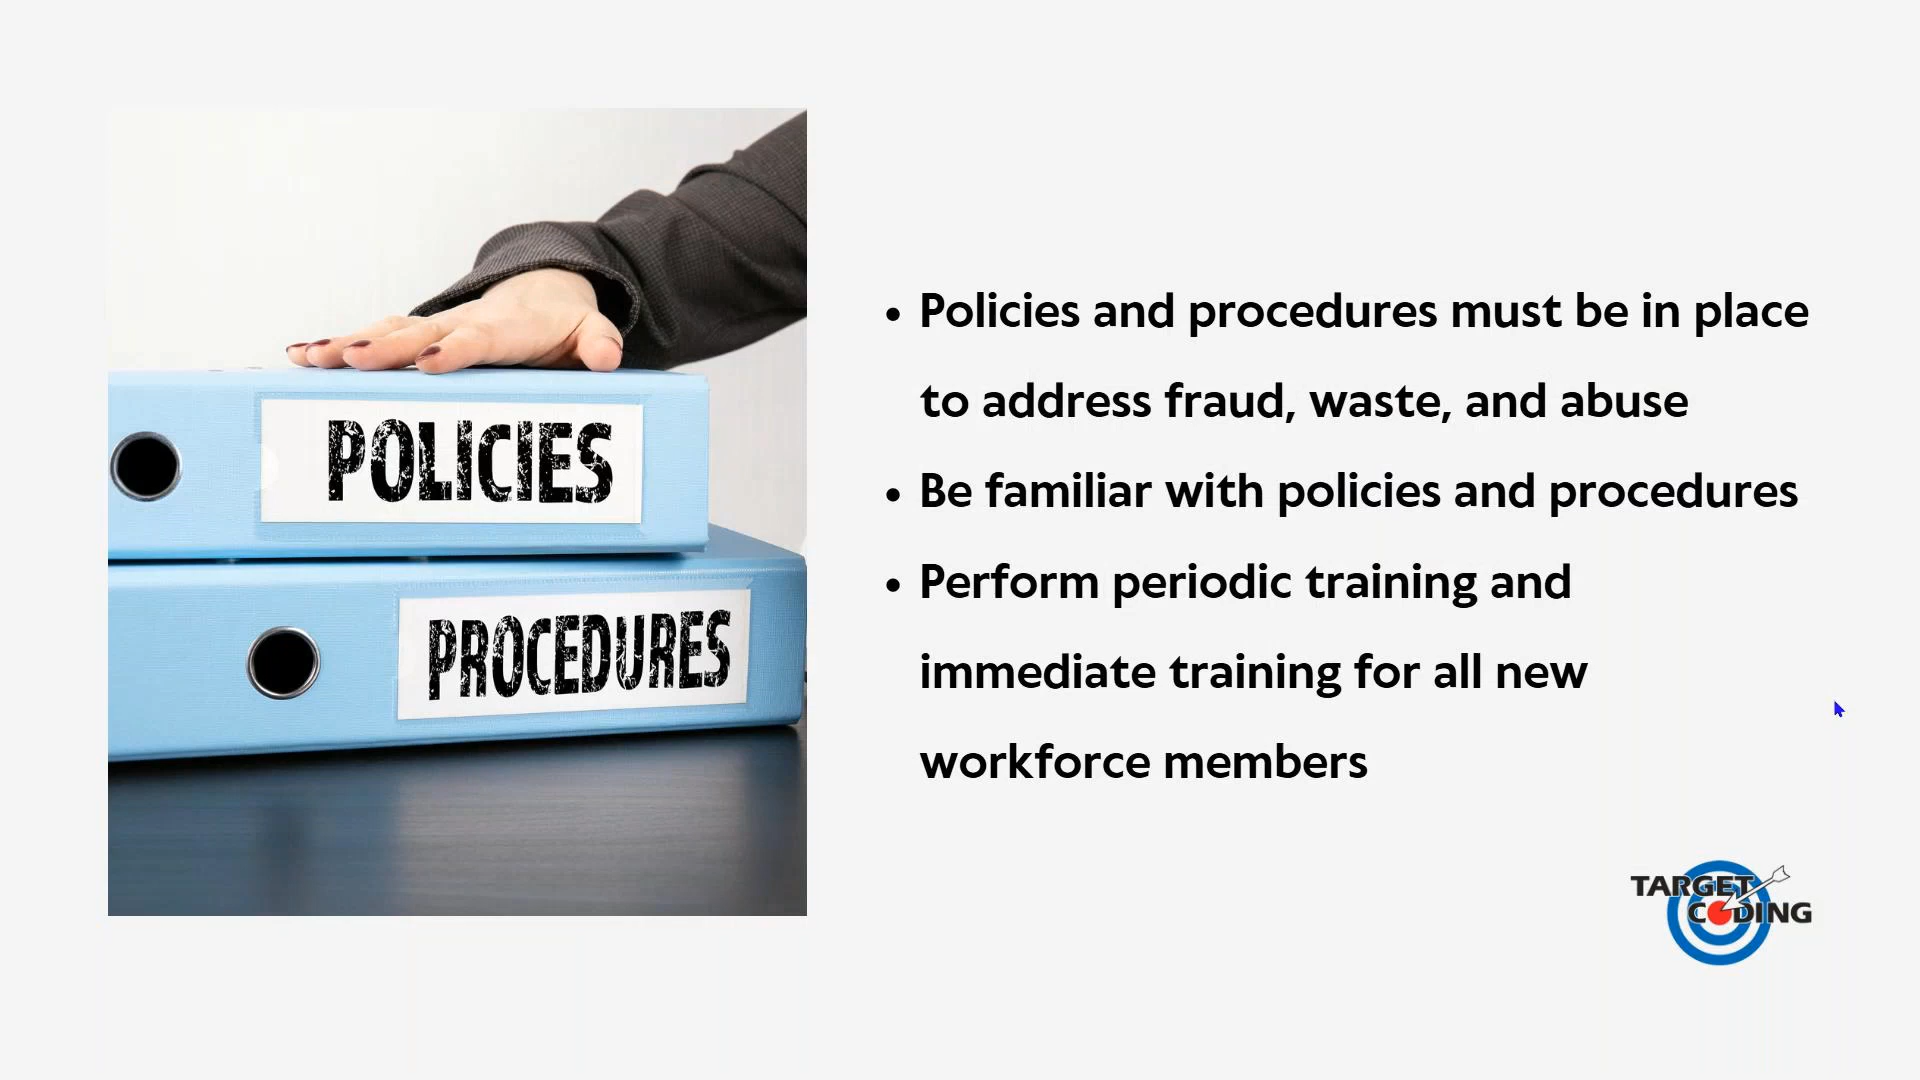 POLICIES
PROCEDURES
• Policies and procedures must be in place
to address fraud, waste, and abuse
• Be familiar with policies and procedures
• Perform periodic training and
immediate training for all new
workforce members
TARGET
CODING